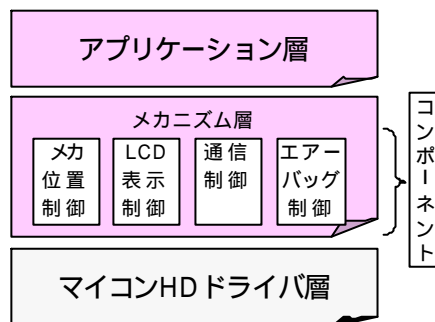 アプリケーション層
メカニズム層
メカ
位置
制御
LCD
表示
制御
通信
制御
エアー
バッグ
制御
コンポーネント
マイコンHDドライバ層